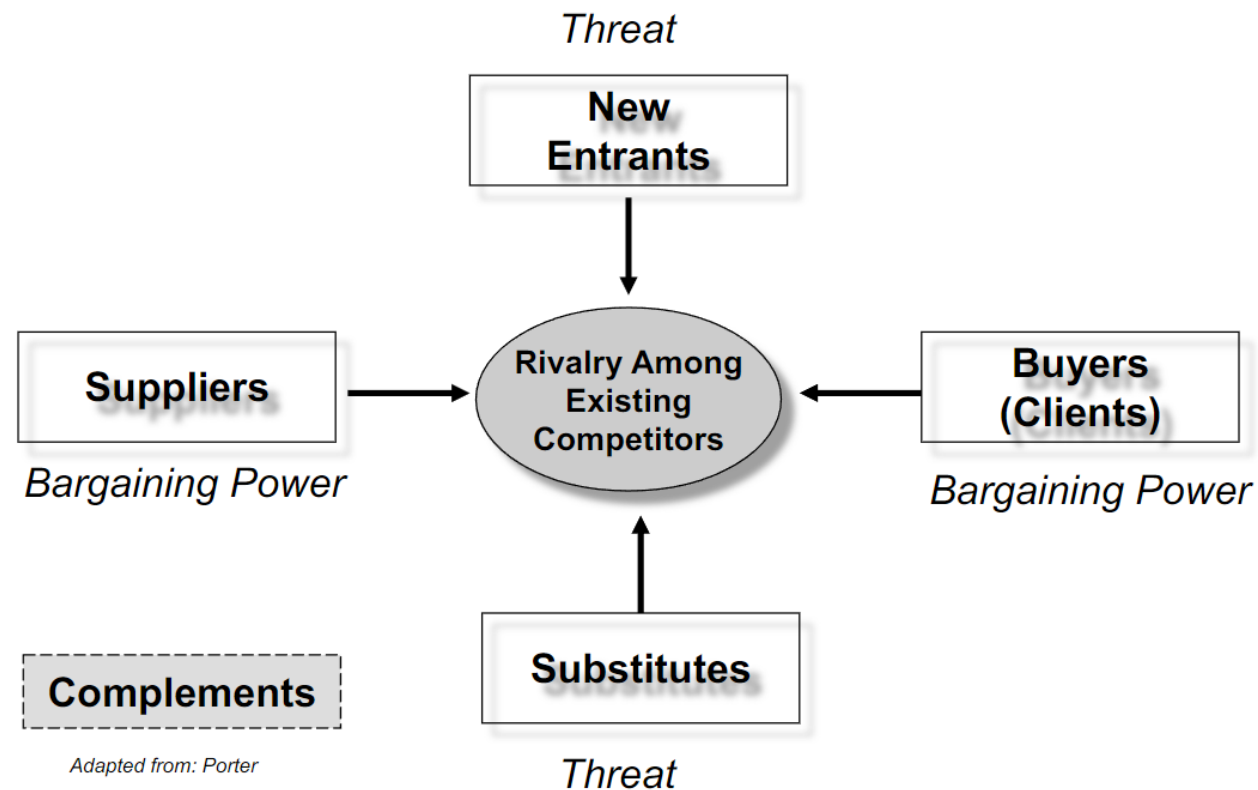 Threat
New
Entrants
Rivalry Among
Existing
Competitors
Suppliers
Bargaining Power
Buyers
(Clients)
Bargaining Power
Substitutes
Threat
Complements
Adapted from: Porter